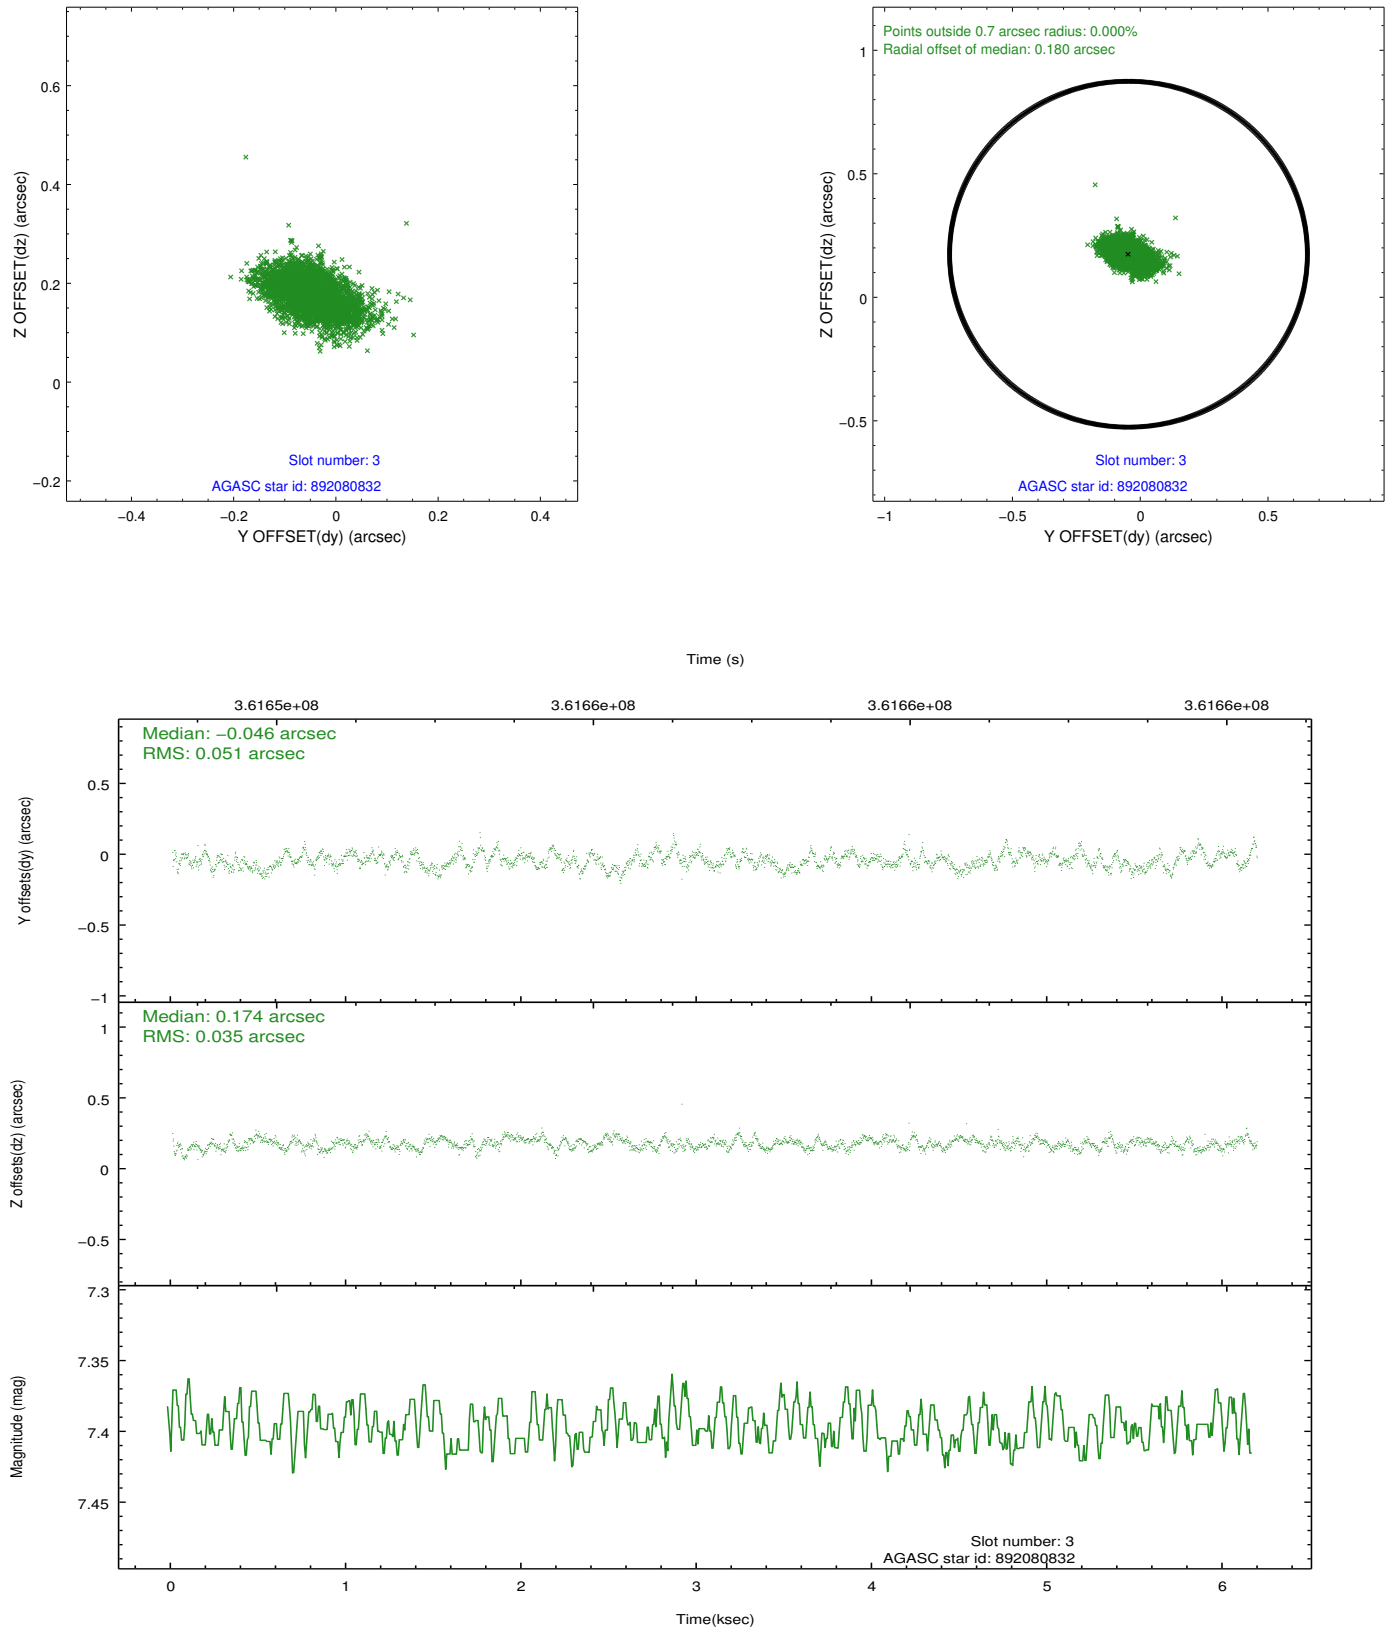 0.6
0.4
0.2
0
−0.2
Z OFFSET(dz) (arcsec)
Slot number: 3
AGASC star id: 892080832
−0.4 −0.2 0 0.2 0.4
Y OFFSET(dy) (arcsec)
Points outside 0.7 arcsec radius: 0.000%
Radial offset of median: 0.180 arcsec
1
0.5
0
−0.5
Z OFFSET(dz) (arcsec)
Slot number: 3
AGASC star id: 892080832
−1 −0.5 0 0.5
Y OFFSET(dy) (arcsec)
Time (s)
3.6165e+08 3.6166e+08 3.6166e+08 3.6166e+08
Median: −0.046 arcsec
RMS: 0.051 arcsec
0.5
0
−0.5
−1
Y offsets(dy) (arcsec)
Median: 0.174 arcsec
RMS: 0.035 arcsec
1
0.5
0
−0.5
Z offsets(dz) (arcsec)
7.3
7.35
7.4
7.45
Magnitude (mag)
Slot number: 3
AGASC star id: 892080832
0 1 2 3 4 5 6
Time(ksec)